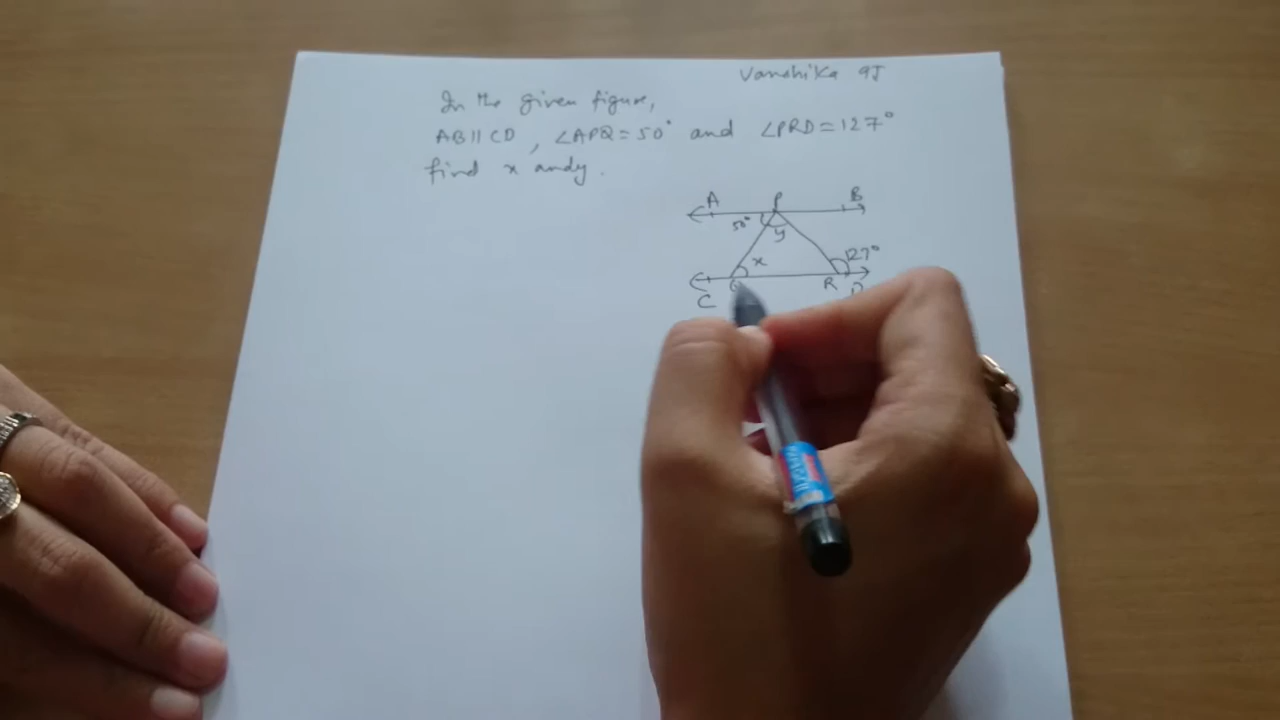 Vanshika 9J
In the given figure,
AB || CD, ∠APQ = 50° and ∠PRD = 127°
find x and y.
A P B
50° y
x 127°
R D
C